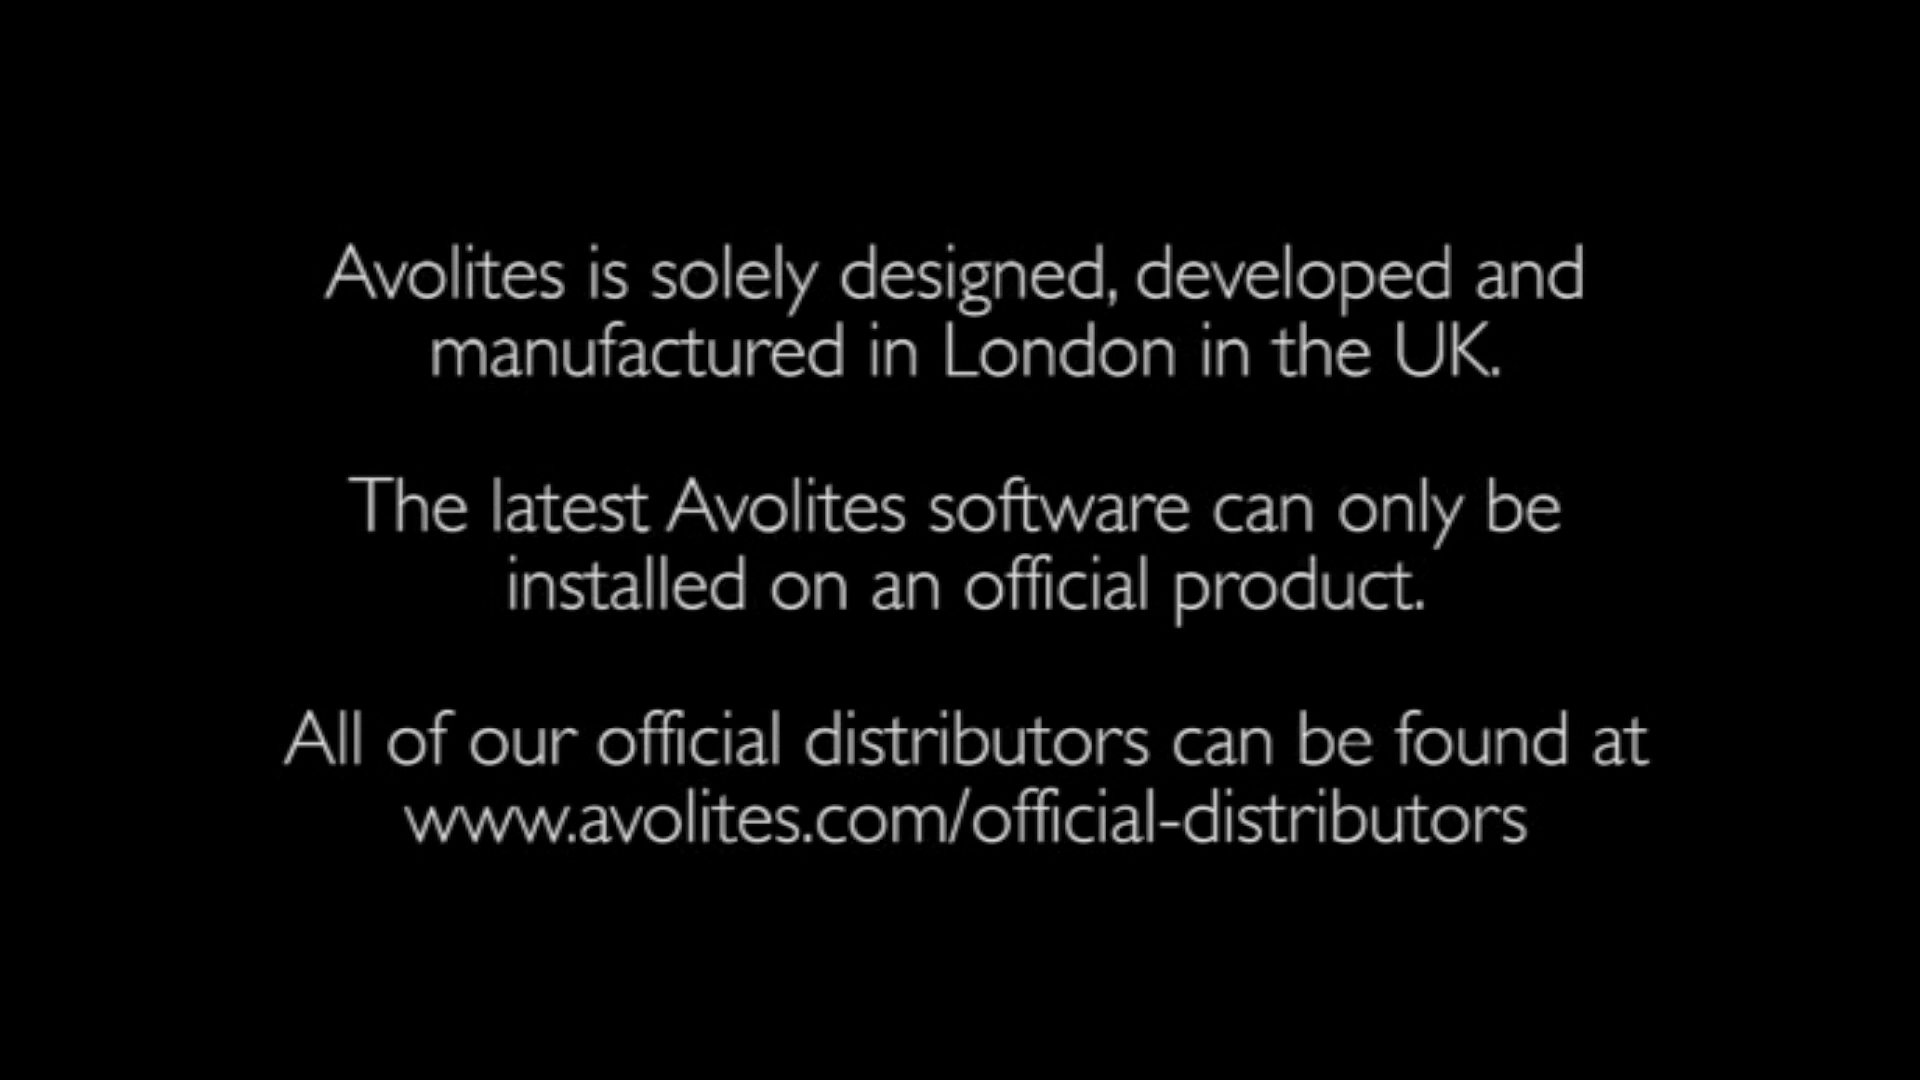 Avolites is solely designed, developed and
manufactured in London in the UK.
The latest Avolites software can only be
installed on an official product.
All of our official distributors can be found at
www.avolites.com/official-distributors